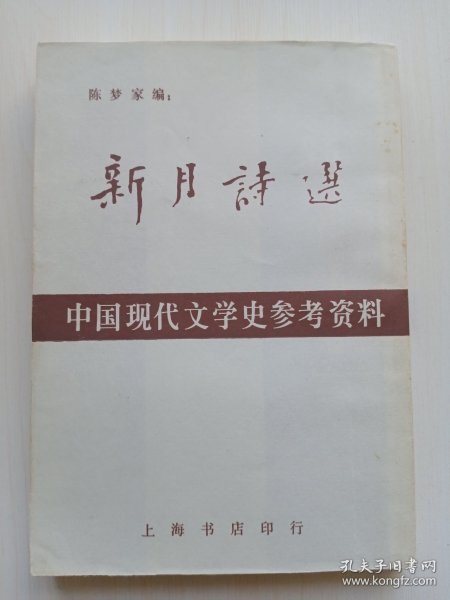 陈梦家编：
新月詩選
中国现代文学史参考资料
上海书店印行
孔夫子旧书网
www.kongfz.com